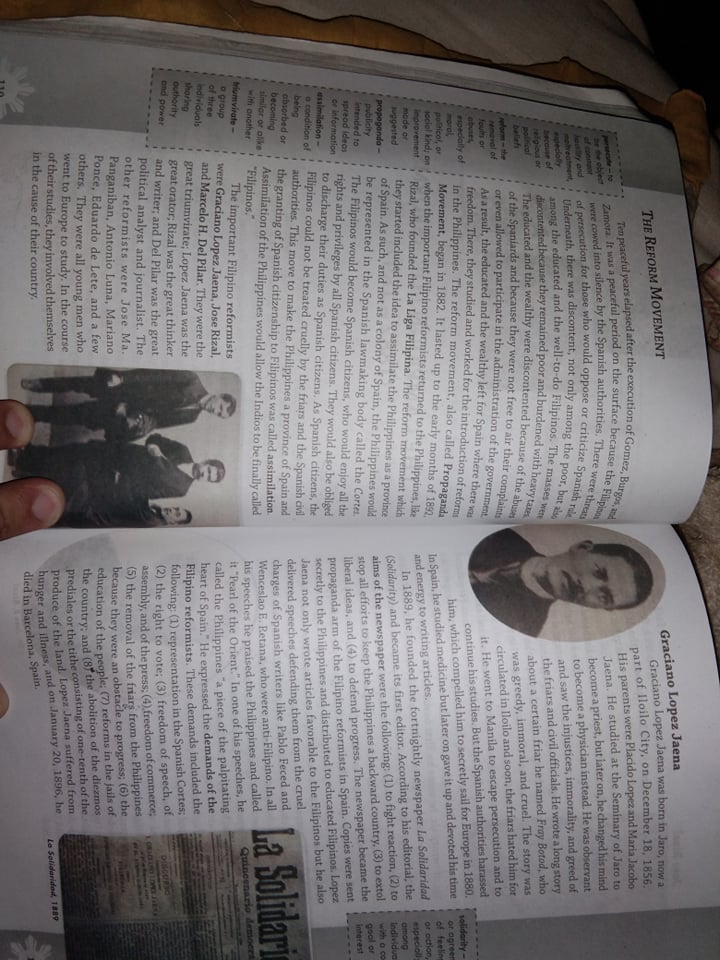 THE REFORM MOVEMENT
Ten peaceful years elapsed after the execution of Gomez, Burgos, and
Zamora. It was a peaceful period on the surface because the Filipinos
were cowed into silence by the Spanish authorities. There were threats
of persecution for those who would oppose or criticize Spanish rule.
Underneath, there was discontent, not only among the poor, but also
among the educated and the well-to-do Filipinos. The masses were
discontented because they remained poor and burdened with heavy taxes.
The educated and the wealthy were discontented because of the abuses
of the Spaniards and because they were not free to air their complaints
or even allowed to participate in the administration of the government.
As a result, the educated and the wealthy left for Spain where there was
freedom. There, they studied and worked for the introduction of reforms
in the Philippines. The reform movement, also called Propaganda
Movement, began in 1882. It lasted up to the early months of 1892,
when the important Filipino reformists returned to the Philippines, like
Rizal, who founded the La Liga Filipina. The reform movement which
they started included the idea to assimilate the Philippines as a province
of Spain. As such, and not as a colony of Spain, the Philippines would
be represented in the Spanish lawmaking body called the Cortes.
The Filipinos would become Spanish citizens, who would enjoy all the
rights and privileges by all Spanish citizens. They would also be obliged
to discharge their duties as Spanish citizens. As Spanish citizens, the
Filipinos could not be treated cruelly by the friars and the Spanish civil
authorities. This move to make the Philippines a province of Spain and
the granting of Spanish citizenship to Filipinos was called assimilation.
Assimilation of the Philippines would allow the Indios to be finally called
"Filipinos."
The important Filipino reformists
were Graciano Lopez Jaena, Jose Rizal,
and Marcelo H. Del Pilar. They were the
great triumvirate; Lopez Jaena was the
great orator; Rizal was the great thinker
and writer; and Del Pilar was the great
political analyst and journalist. The
other reformists were Jose Ma.
Panganiban, Antonio Luna, Mariano
Ponce, Eduardo de Lete, and a few
others. They were all young men who
went to Europe to study. In the course
of their studies, they involved themselves
in the cause of their country.
persecute – to
be the object
of constant
hostility and
maltreatment,
especially
because of
religious or
political
beliefs
reform – the
removal of
faults or
abuses,
especially of
moral,
political, or
social kind; an
improvement
made or
suggested
propaganda –
publicity
intended to
spread ideas
or information
assimilation –
a condition of
being
absorbed or
becoming
similar or alike
with another
triumvirate –
a group
of three
individuals
sharing
authority
and power
110
Graciano Lopez Jaena
Graciano Lopez Jaena was born in Jaro, now a
part of Iloilo City, on December 18, 1856.
His parents were Placido Lopez and Maria Jacobo
Jaena. He studied at the Seminary of Jaro to
become a priest, but later on, he changed his mind
to become a physician instead. He was observant
and saw the injustices, immorality, and greed of
the friars and civil officials. He wrote a long story
about a certain friar he named Fray Botod, who
was greedy, immoral, and cruel. The story was
circulated in Iloilo and soon, the friars hated him for
it. He went to Manila to escape persecution and to
continue his studies. But the Spanish authorities harassed
him, which compelled him to secretly sail for Europe in 1880.
In Spain, he studied medicine but later on gave it up and devoted his time
and energy to writing articles.
In 1889, he founded the fortnightly newspaper La Solidaridad
(Solidarity) and became its first editor. According to his editorial, the
aims of the newspaper were the following: (1) to fight reaction, (2) to
stop all efforts to keep the Philippines a backward country, (3) to extol
liberal ideas, and (4) to defend progress. The newspaper became the
propaganda arm of the Filipino reformists in Spain. Copies were sent
secretly to the Philippines and distributed to educated Filipinos. Lopez
Jaena not only wrote articles favorable to the Filipinos but he also
delivered speeches defending them from the cruel
charges of Spanish writers like Pablo Feced and
Wenceslao E. Retana, who were anti-Filipino. In all
his speeches he praised the Philippines and called
it "Pearl of the Orient." In one of his speeches, he
called the Philippines "a piece of the palpitating
heart of Spain." He expressed the demands of the
Filipino reformists. These demands included the
following: (1) representation in the Spanish Cortes;
(2) the right to vote; (3) freedom of speech, of
assembly, and of the press; (4) freedom of commerce;
(5) the removal of the friars from the Philippines
because they were an obstacle to progress; (6) the
education of the people; (7) reforms in the jails of
the country; and (8) the abolition of the diezmos
prediales or the tithe consisting of one-tenth of the
produce of the land. Lopez Jaena suffered from
hunger and illness, and on January 20, 1896, he
died in Barcelona, Spain.
solidarity –
or agreem
of feeling
or action,
especially
among
individua
with a co
goal or
interest
La Solidari
Quincenario democrá
DISCURSO
La Solidaridad, 1889